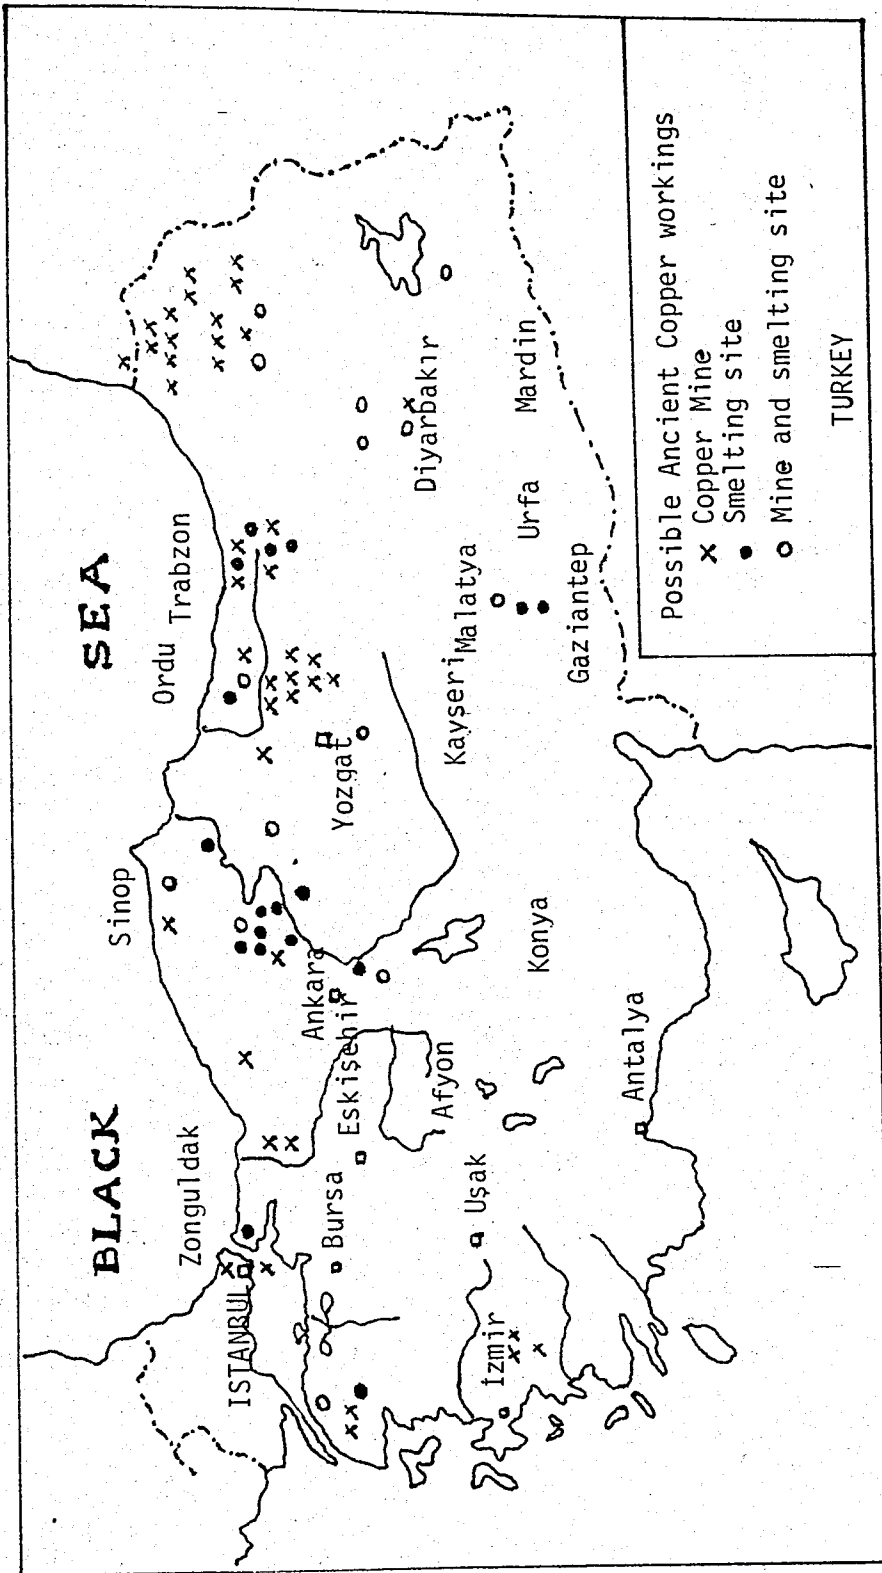 BLACK
SEA
Sinop
Zonguldak
Ordu
Trabzon
ISTANBUL
Bursa
Eskişehir
Ankara
Yozgat
Afyon
Kayşeri
Malatya
Diyarbakır
Uşak
İzmir
Konya
Urfa
Mardin
Gaziantep
Antalya
Possible Ancient Copper workings
x Copper Mine
● Smelting site
o Mine and smelting site
TURKEY